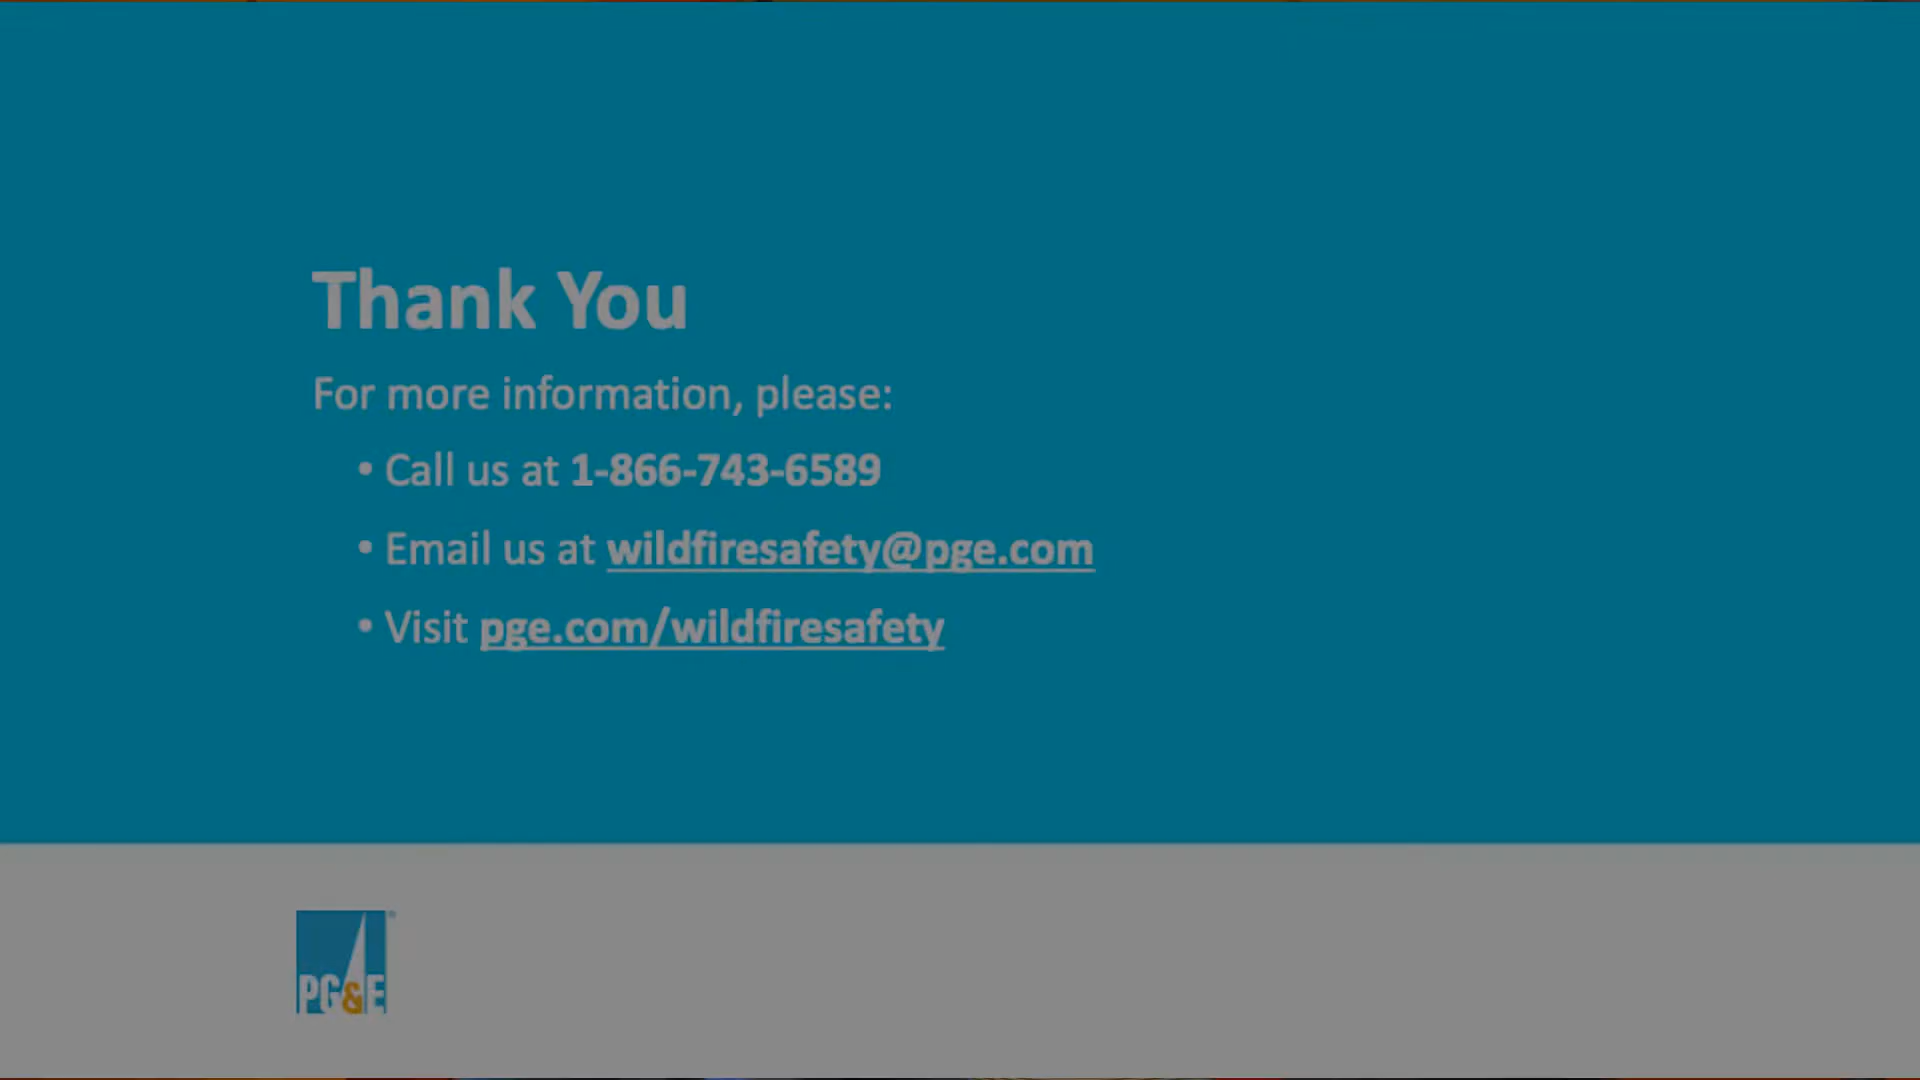 Thank You
For more information, please:
• Call us at 1-866-743-6589
• Email us at wildfiresafety@pge.com
• Visit pge.com/wildfiresafety
PG&E